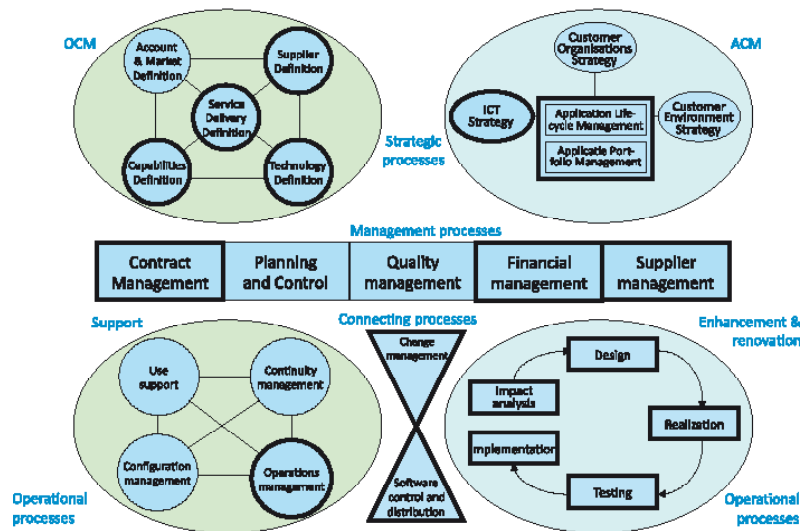 OCM
Account
& Market
Definition
Supplier
Definition
Service
Delivery
Definition
Capabilities
Definition
Technology
Definition
Strategic
processes
ACM
Customer
Organisations
Strategy
ICT
Strategy
Application Life-
cycle Management
Applicatie Port-
folio Management
Customer
Environment
Strategy
Management processes
Contract
Management
Planning
and Control
Quality
management
Financial
management
Supplier
management
Support
Use
support
Continuity
management
Configuration
management
Operations
management
Operational
processes
Connecting processes
Change
management
Software
control and
distribution
Enhancement &
renovation
Design
Impact
analysis
Realization
Implementation
Testing
Operational
processes